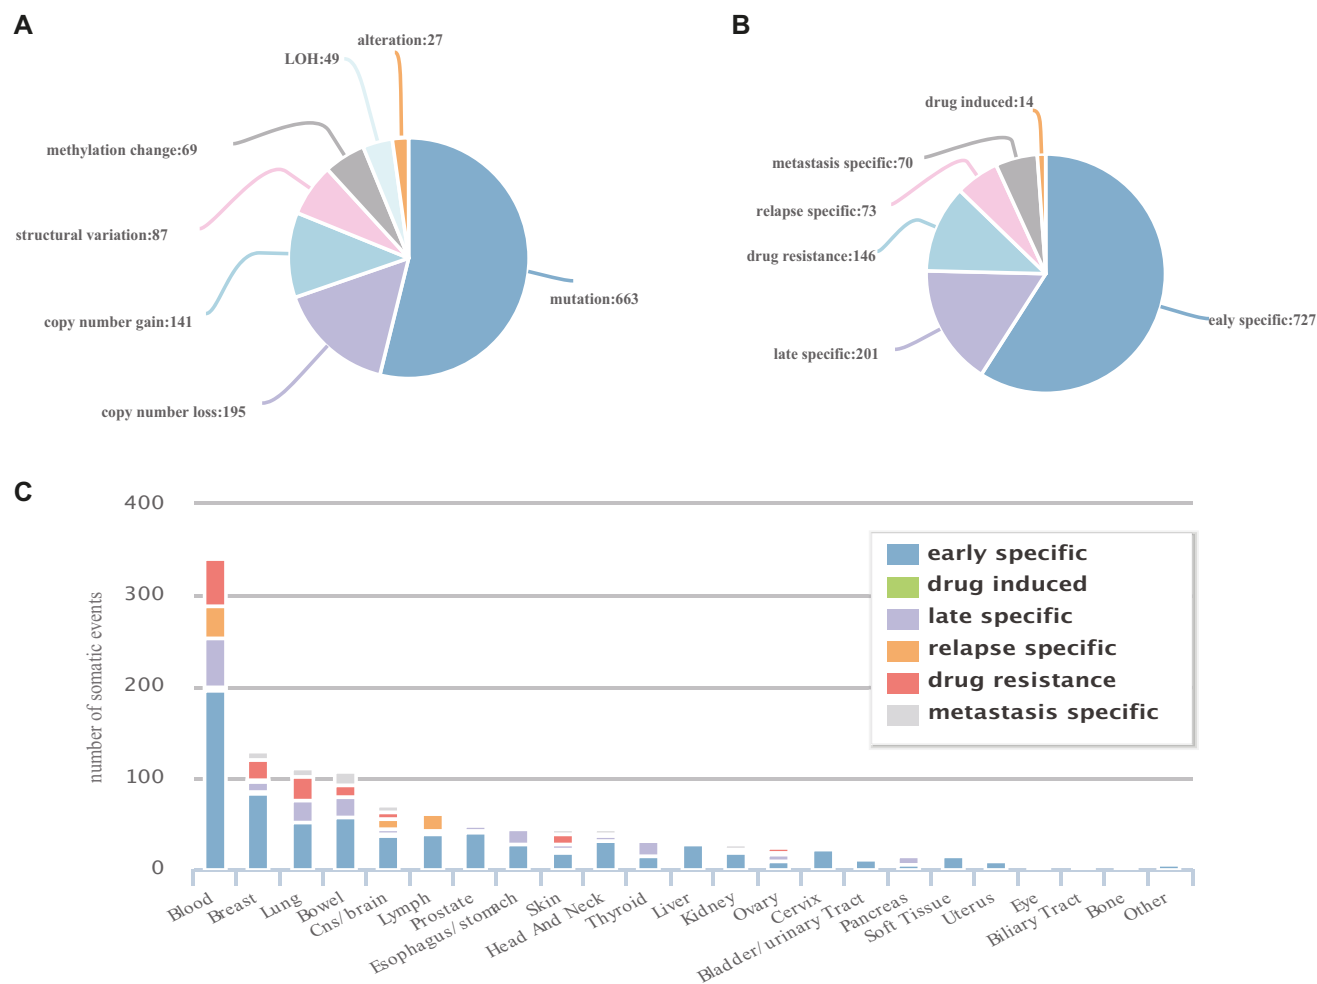 A
alteration:27
LOH:49
methylation change:69
structural variation:87
copy number gain:141
copy number loss:195
mutation:663
B
drug induced:14
metastasis specific:70
relapse specific:73
drug resistance:146
late specific:201
ealy specific:727
C
number of somatic events
400
300
200
100
0
early specific
drug induced
late specific
relapse specific
drug resistance
metastasis specific
Blood
Breast
Lung
Bowel
Cns/brain
Lymph
Prostate
Esophagus/stomach
Skin
Head And Neck
Thyroid
Liver
Kidney
Ovary
Cervix
Bladder/urinary Tract
Pancreas
Soft Tissue
Uterus
Eye
Biliary Tract
Bone
Other